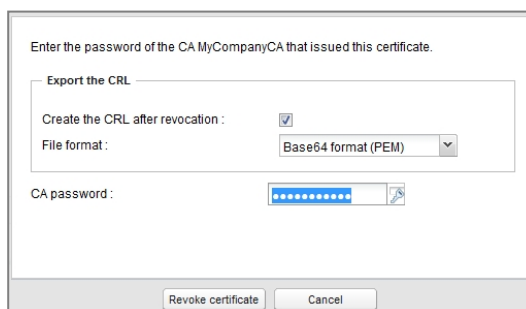 Enter the password of the CA MyCompanyCA that issued this certificate.
Export the CRL
Create the CRL after revocation :
File format :
Base64 format (PEM)
CA password :
●●●●●●●●●●●
Revoke certificate
Cancel